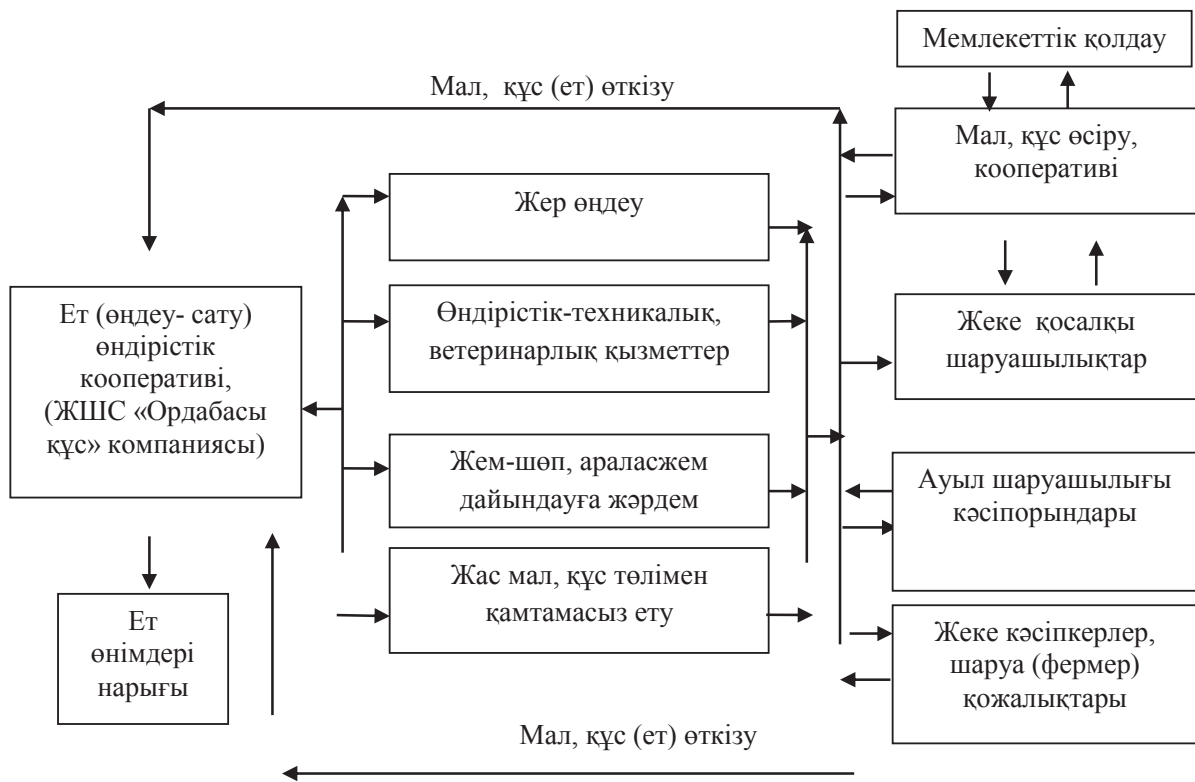 Мемлекеттік қолдау
Мал, құс (ет) өткізу
Мал, құс өсіру,
кооперативі
Жер өңдеу
Ет (өңдеу- сату)
өндірістік
кооперативі,
(ЖШС «Ордабасы
құс» компаниясы)
Өндірістік-техникалық,
ветеринарлық қызметтер
Жеке қосалқы
шаруашылықтар
Жем-шөп, араласжем
дайындауға жәрдем
Ауыл шаруашылығы
кәсіпорындары
Жас мал, құс төлімен
қамтамасыз ету
Ет
өнімдері
нарығы
Жеке кәсіпкерлер,
шаруа (фермер)
қожалықтары
Мал, құс (ет) өткізу